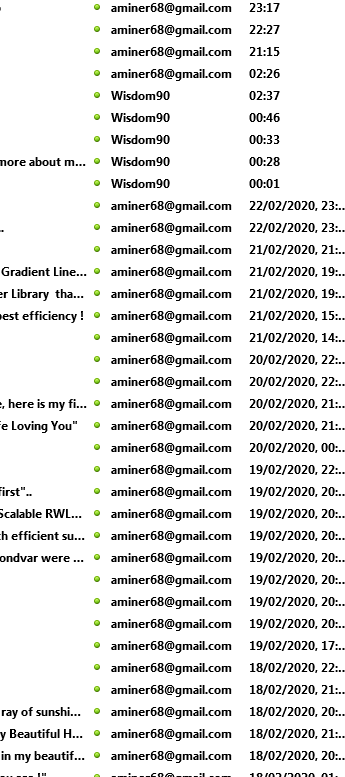 aminer68@gmail.com 23:17
aminer68@gmail.com 22:27
aminer68@gmail.com 21:15
aminer68@gmail.com 02:26
Wisdom90 02:37
Wisdom90 00:46
Wisdom90 00:33
more about m... Wisdom90 00:28
Wisdom90 00:01
aminer68@gmail.com 22/02/2020, 23:...
.. aminer68@gmail.com 22/02/2020, 23:...
aminer68@gmail.com 21/02/2020, 21:...
Gradient Line... aminer68@gmail.com 21/02/2020, 19:...
er Library tha... aminer68@gmail.com 21/02/2020, 19:...
best efficiency ! aminer68@gmail.com 21/02/2020, 15:...
aminer68@gmail.com 21/02/2020, 14:...
aminer68@gmail.com 20/02/2020, 22:...
aminer68@gmail.com 20/02/2020, 22:...
e, here is my fi... aminer68@gmail.com 20/02/2020, 21:...
fe Loving You" aminer68@gmail.com 20/02/2020, 21:...
aminer68@gmail.com 20/02/2020, 00:...
aminer68@gmail.com 19/02/2020, 22:...
first".. aminer68@gmail.com 19/02/2020, 20:...
Scalable RWL... aminer68@gmail.com 19/02/2020, 20:...
th efficient su... aminer68@gmail.com 19/02/2020, 20:...
ondvar were ... aminer68@gmail.com 19/02/2020, 20:...
aminer68@gmail.com 19/02/2020, 20:...
aminer68@gmail.com 19/02/2020, 20:...
aminer68@gmail.com 19/02/2020, 20:...
aminer68@gmail.com 19/02/2020, 17:...
aminer68@gmail.com 18/02/2020, 22:...
aminer68@gmail.com 18/02/2020, 21:...
ray of sunshi... aminer68@gmail.com 18/02/2020, 20:...
y Beautiful H... aminer68@gmail.com 18/02/2020, 21:...
in my beautif... aminer68@gmail.com 18/02/2020, 20:...
aminer68@gmail.com 18/02/2020, 01:...